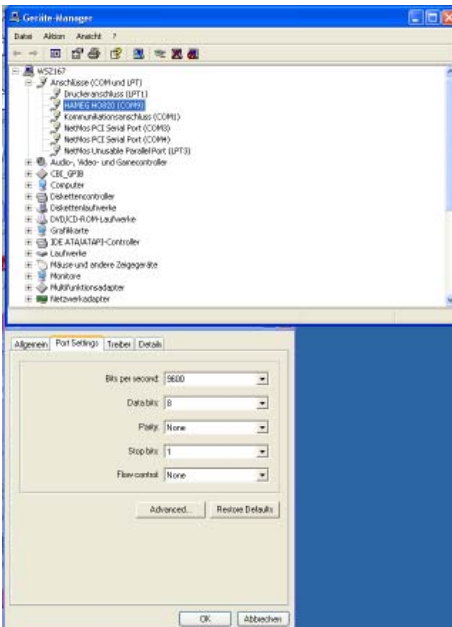 Geräte-Manager
Datei Aktion Ansicht ?
WS2167
Anschlüsse (COM und LPT)
Druckeranschluss (LPT1)
HAMEG HO820 (COM9)
Kommunikationsanschluss (COM1)
NetMos PCI Serial Port (COM3)
NetMos PCI Serial Port (COM4)
NetMos Unusable Parallel Port (LPT3)
Audio-, Video- und Gamecontroller
CBI_GPIB
Computer
Diskettencontroller
Diskettenlaufwerke
DVD/CD-ROM-Laufwerke
Grafikkarte
IDE ATA/ATAPI-Controller
Laufwerke
Mäuse und andere Zeigegeräte
Monitore
Multifunktionsadapter
Netzwerkadapter
Allgemein Port Settings Treiber Details
Bits per second: 9600
Data bits: 8
Parity: None
Stop bits: 1
Flow control: None
Advanced... Restore Defaults
OK Abbrechen